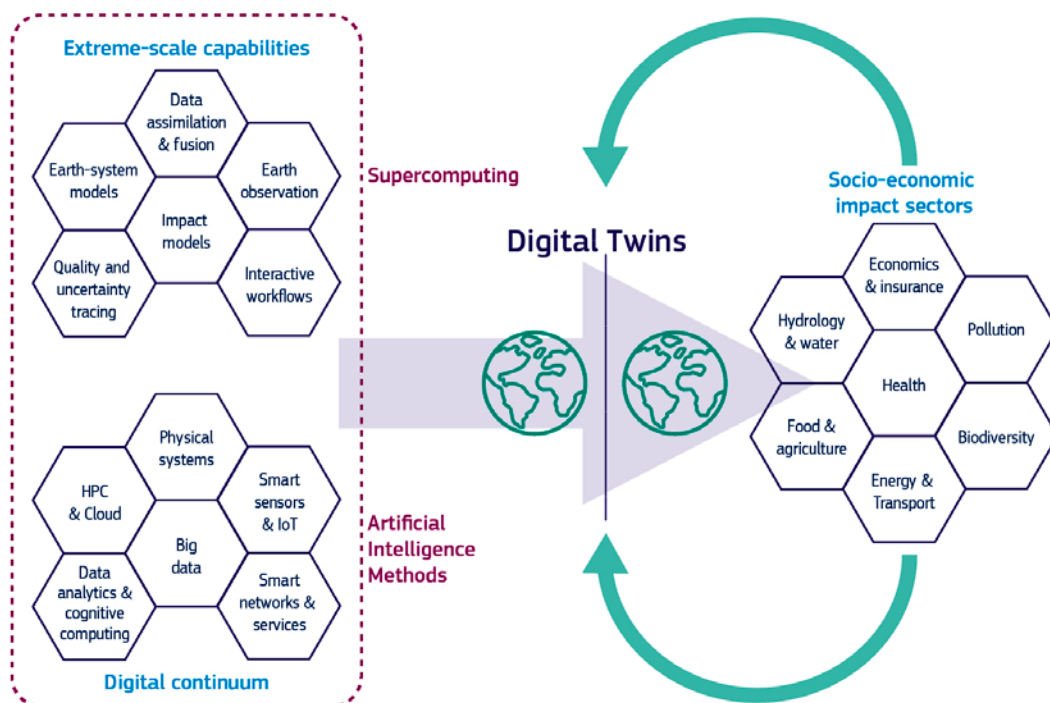 Extreme-scale capabilities
Data
assimilation
& fusion
Earth-system
models
Earth
observation
Impact
models
Quality and
uncertainty
tracing
Interactive
workflows
Supercomputing
Physical
systems
HPC
& Cloud
Smart
sensors
& IoT
Big
data
Data
analytics &
cognitive
computing
Smart
networks &
services
Digital continuum
Artificial
Intelligence
Methods
Digital Twins
Socio-economic
impact sectors
Economics
& insurance
Hydrology
& water
Pollution
Health
Food &
agriculture
Biodiversity
Energy &
Transport